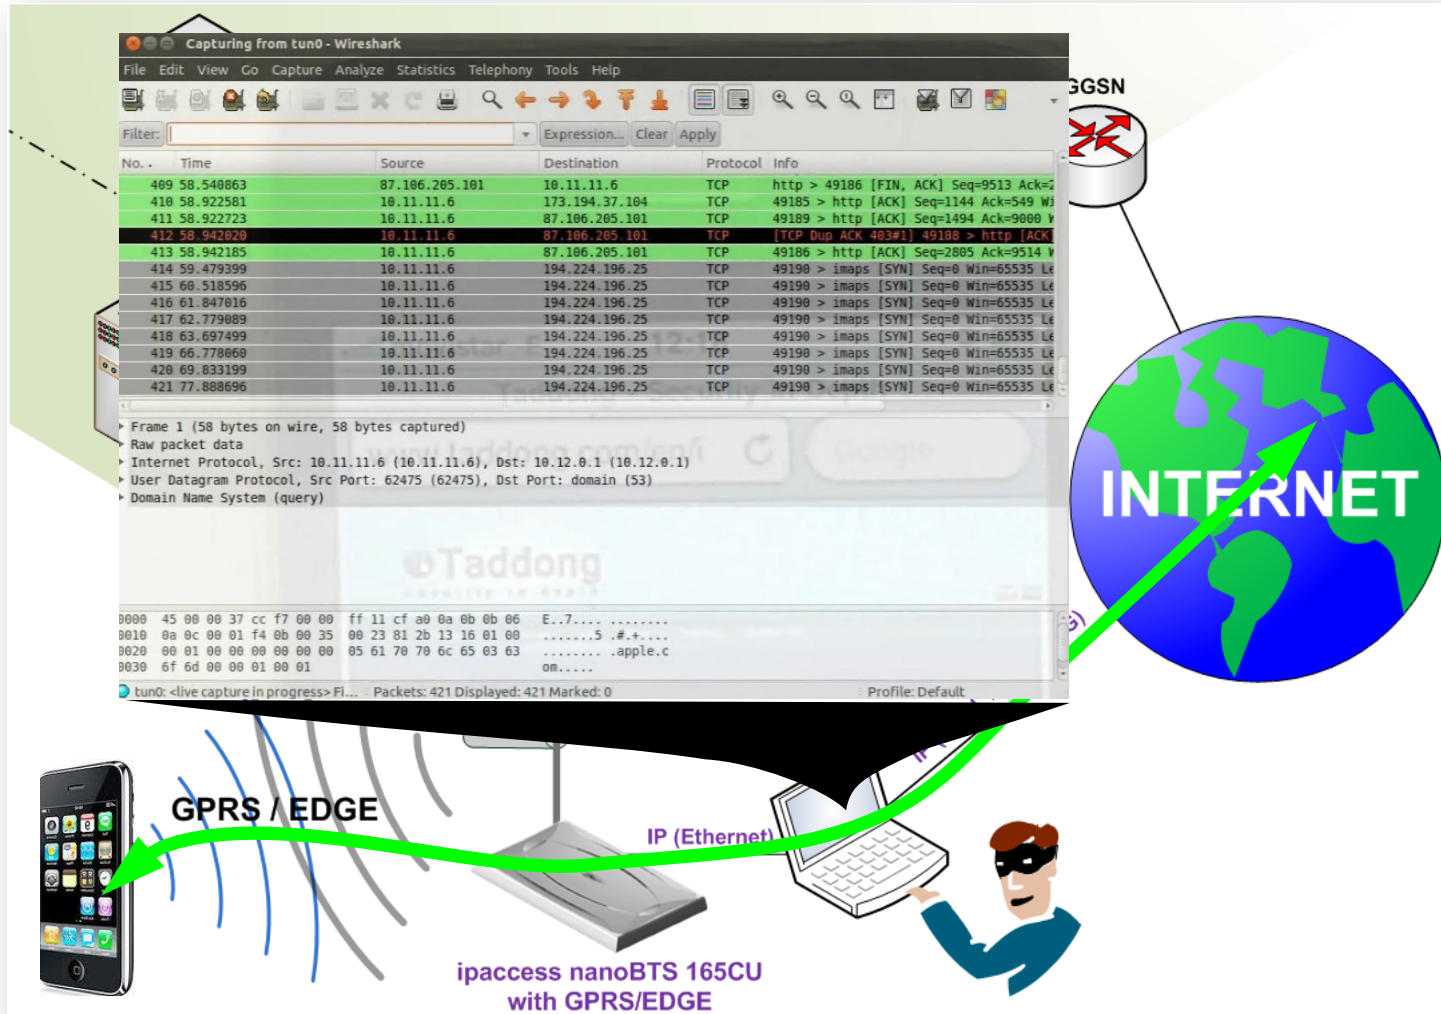 Capturing from tun0 - Wireshark
File Edit View Go Capture Analyze Statistics Telephony Tools Help
GGSN
Filter: Expression... Clear Apply
No. . Time Source Destination Protocol Info
409 58.540863 87.106.205.101 10.11.11.6 TCP http > 49186 [FIN, ACK] Seq=9513 Ack=2
410 58.922581 10.11.11.6 173.194.37.104 TCP 49185 > http [ACK] Seq=1144 Ack=549 Wi
411 58.922723 10.11.11.6 87.106.205.101 TCP 49189 > http [ACK] Seq=1494 Ack=9000 W
412 58.942020 10.11.11.6 87.106.205.101 TCP [TCP Dup ACK 403#1] 49188 > http [ACK]
413 58.942185 10.11.11.6 87.106.205.101 TCP 49186 > http [ACK] Seq=2805 Ack=9514 W
414 59.479399 10.11.11.6 194.224.196.25 TCP 49190 > imaps [SYN] Seq=0 Win=65535 Le
415 60.518596 10.11.11.6 194.224.196.25 TCP 49190 > imaps [SYN] Seq=0 Win=65535 Le
416 61.847016 10.11.11.6 194.224.196.25 TCP 49190 > imaps [SYN] Seq=0 Win=65535 Le
417 62.779089 10.11.11.6 194.224.196.25 TCP 49190 > imaps [SYN] Seq=0 Win=65535 Le
418 63.697499 10.11.11.6 194.224.196.25 TCP 49190 > imaps [SYN] Seq=0 Win=65535 Le
419 66.778060 10.11.11.6 194.224.196.25 TCP 49190 > imaps [SYN] Seq=0 Win=65535 Le
420 69.833199 10.11.11.6 194.224.196.25 TCP 49190 > imaps [SYN] Seq=0 Win=65535 Le
421 77.888696 10.11.11.6 194.224.196.25 TCP 49190 > imaps [SYN] Seq=0 Win=65535 Le
Frame 1 (58 bytes on wire, 58 bytes captured)
Raw packet data
Internet Protocol, Src: 10.11.11.6 (10.11.11.6), Dst: 10.12.0.1 (10.12.0.1)
User Datagram Protocol, Src Port: 62475 (62475), Dst Port: domain (53)
Domain Name System (query)
Google
Taddong
INTERNET
0000 45 00 00 37 cc f7 00 00 ff 11 cf a0 0a 0b 0b 06 E..7.... ........
0010 0a 0c 00 01 f4 0b 00 35 00 23 81 2b 13 16 01 00 .......5 .#.+....
0020 00 01 00 00 00 00 00 00 05 61 70 70 6c 65 03 63 ........ .apple.c
0030 6f 6d 00 00 01 00 01 om.....
tun0: <live capture in progress> Fi... Packets: 421 Displayed: 421 Marked: 0 Profile: Default
GPRS / EDGE
IP (Ethernet)
ipaccess nanoBTS 165CU
with GPRS/EDGE